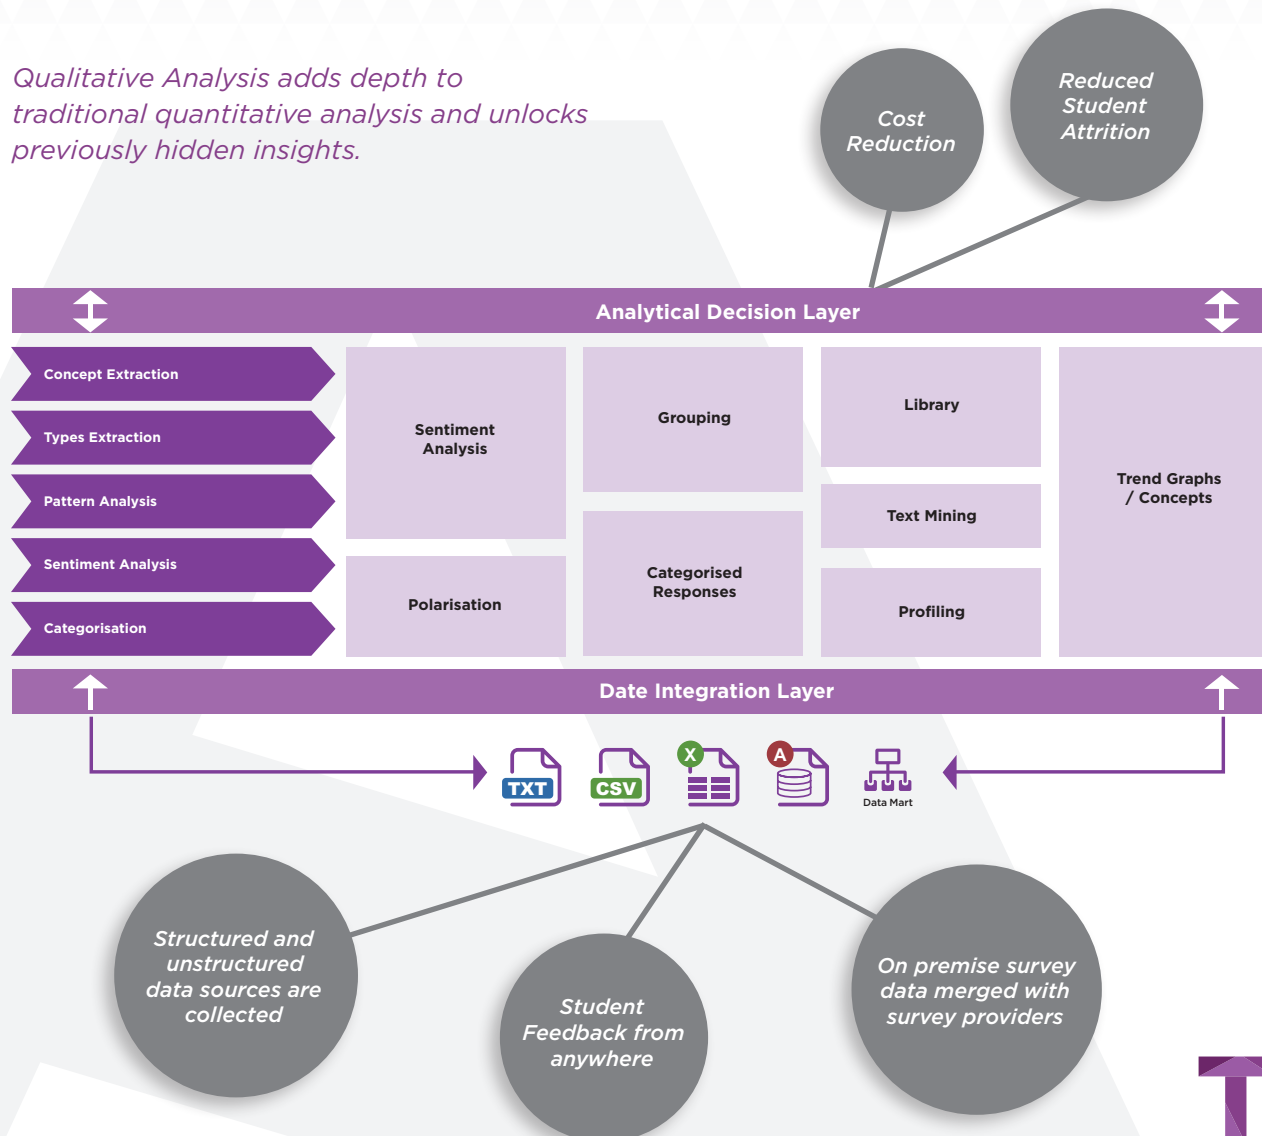 Qualitative Analysis adds depth to
traditional quantitative analysis and unlocks
previously hidden insights.
Cost
Reduction
Reduced
Student
Attrition
Analytical Decision Layer
Concept Extraction
Types Extraction
Pattern Analysis
Sentiment Analysis
Categorisation
Sentiment
Analysis
Polarisation
Grouping
Categorised
Responses
Library
Text Mining
Profiling
Trend Graphs
/ Concepts
Date Integration Layer
TXT
CSV
X
A
Data Mart
Structured and
unstructured
data sources are
collected
Student
Feedback from
anywhere
On premise survey
data merged with
survey providers